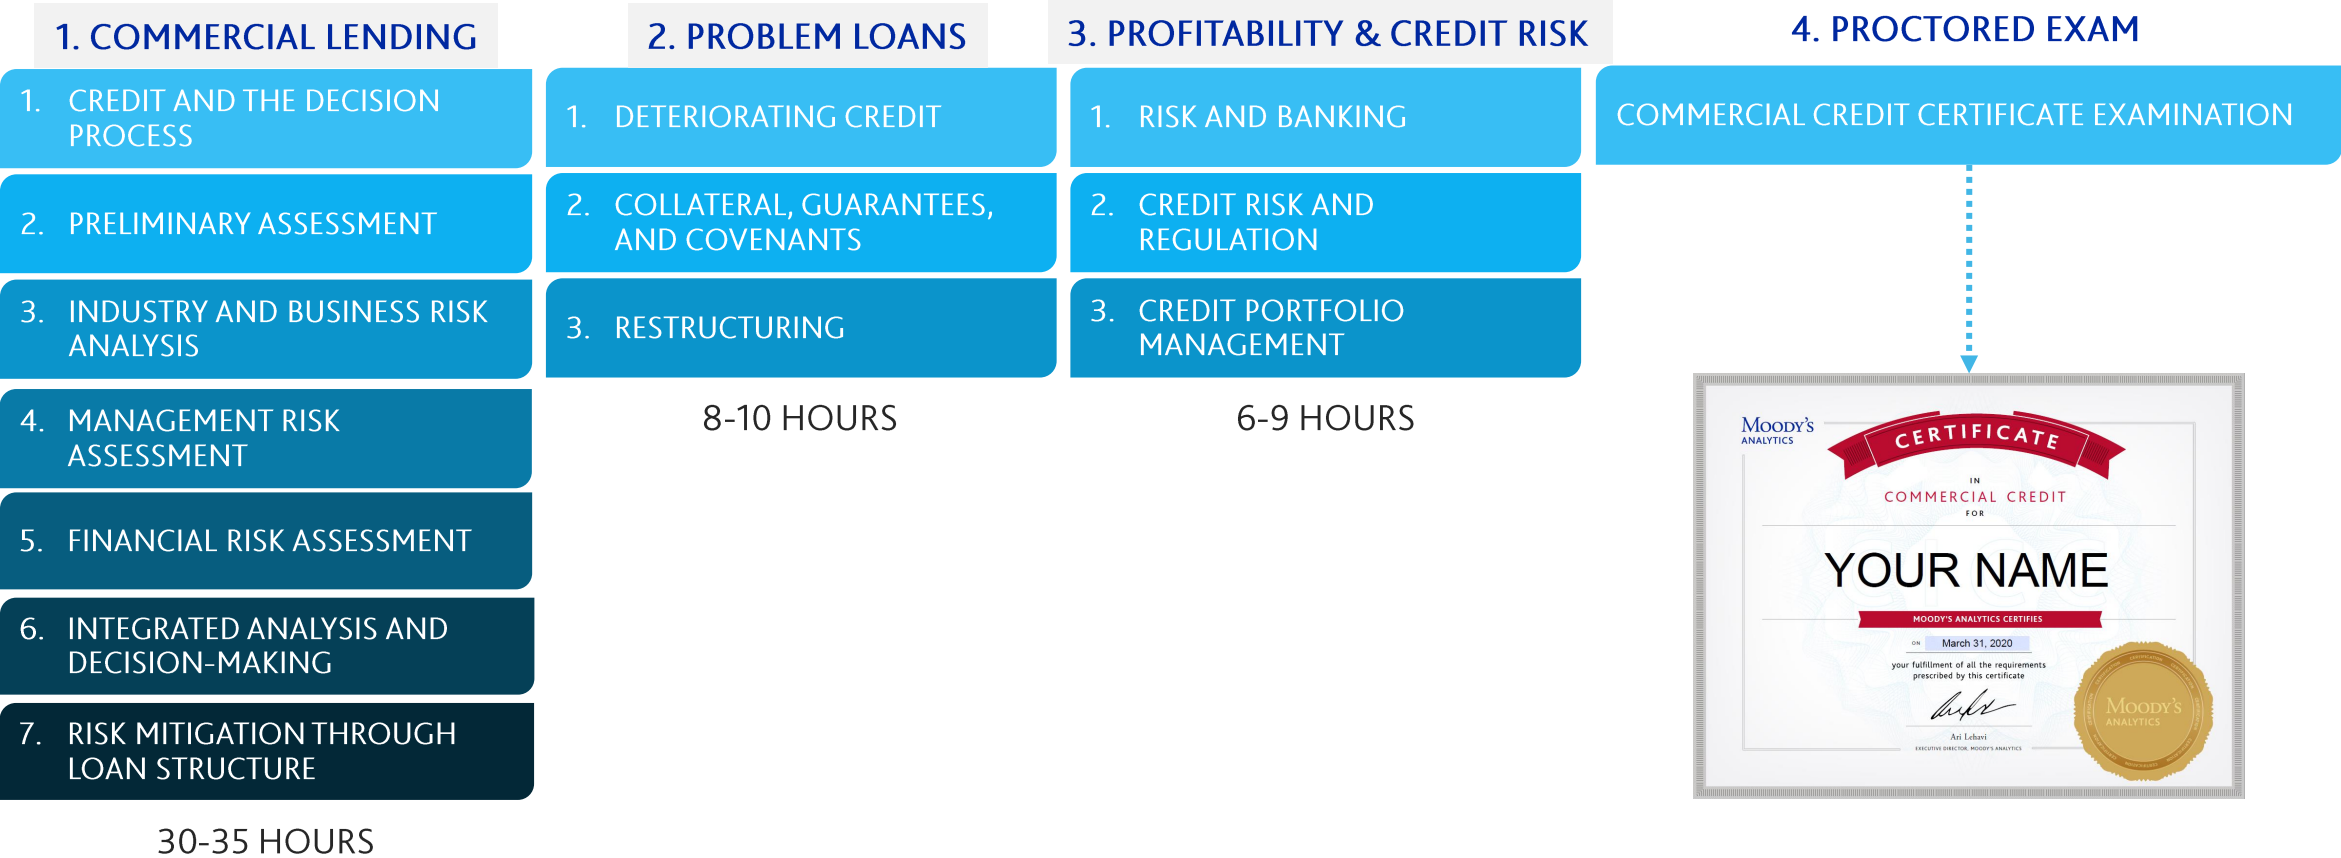 1. COMMERCIAL LENDING
1. CREDIT AND THE DECISION
PROCESS
2. PRELIMINARY ASSESSMENT
3. INDUSTRY AND BUSINESS RISK
ANALYSIS
4. MANAGEMENT RISK
ASSESSMENT
5. FINANCIAL RISK ASSESSMENT
6. INTEGRATED ANALYSIS AND
DECISION-MAKING
7. RISK MITIGATION THROUGH
LOAN STRUCTURE
30-35 HOURS
2. PROBLEM LOANS
1. DETERIORATING CREDIT
2. COLLATERAL, GUARANTEES,
AND COVENANTS
3. RESTRUCTURING
8-10 HOURS
3. PROFITABILITY & CREDIT RISK
1. RISK AND BANKING
2. CREDIT RISK AND
REGULATION
3. CREDIT PORTFOLIO
MANAGEMENT
6-9 HOURS
4. PROCTORED EXAM
COMMERCIAL CREDIT CERTIFICATE EXAMINATION
MOODY'S
ANALYTICS
CERTIFICATE
IN
COMMERCIAL CREDIT
FOR
YOUR NAME
MOODY'S ANALYTICS CERTIFIES
ON March 31, 2020
your fulfillment of all the requirements
prescribed by this certificate
Ari Lehavi
EXECUTIVE DIRECTOR, MOODY'S ANALYTICS
MOODY'S
ANALYTICS